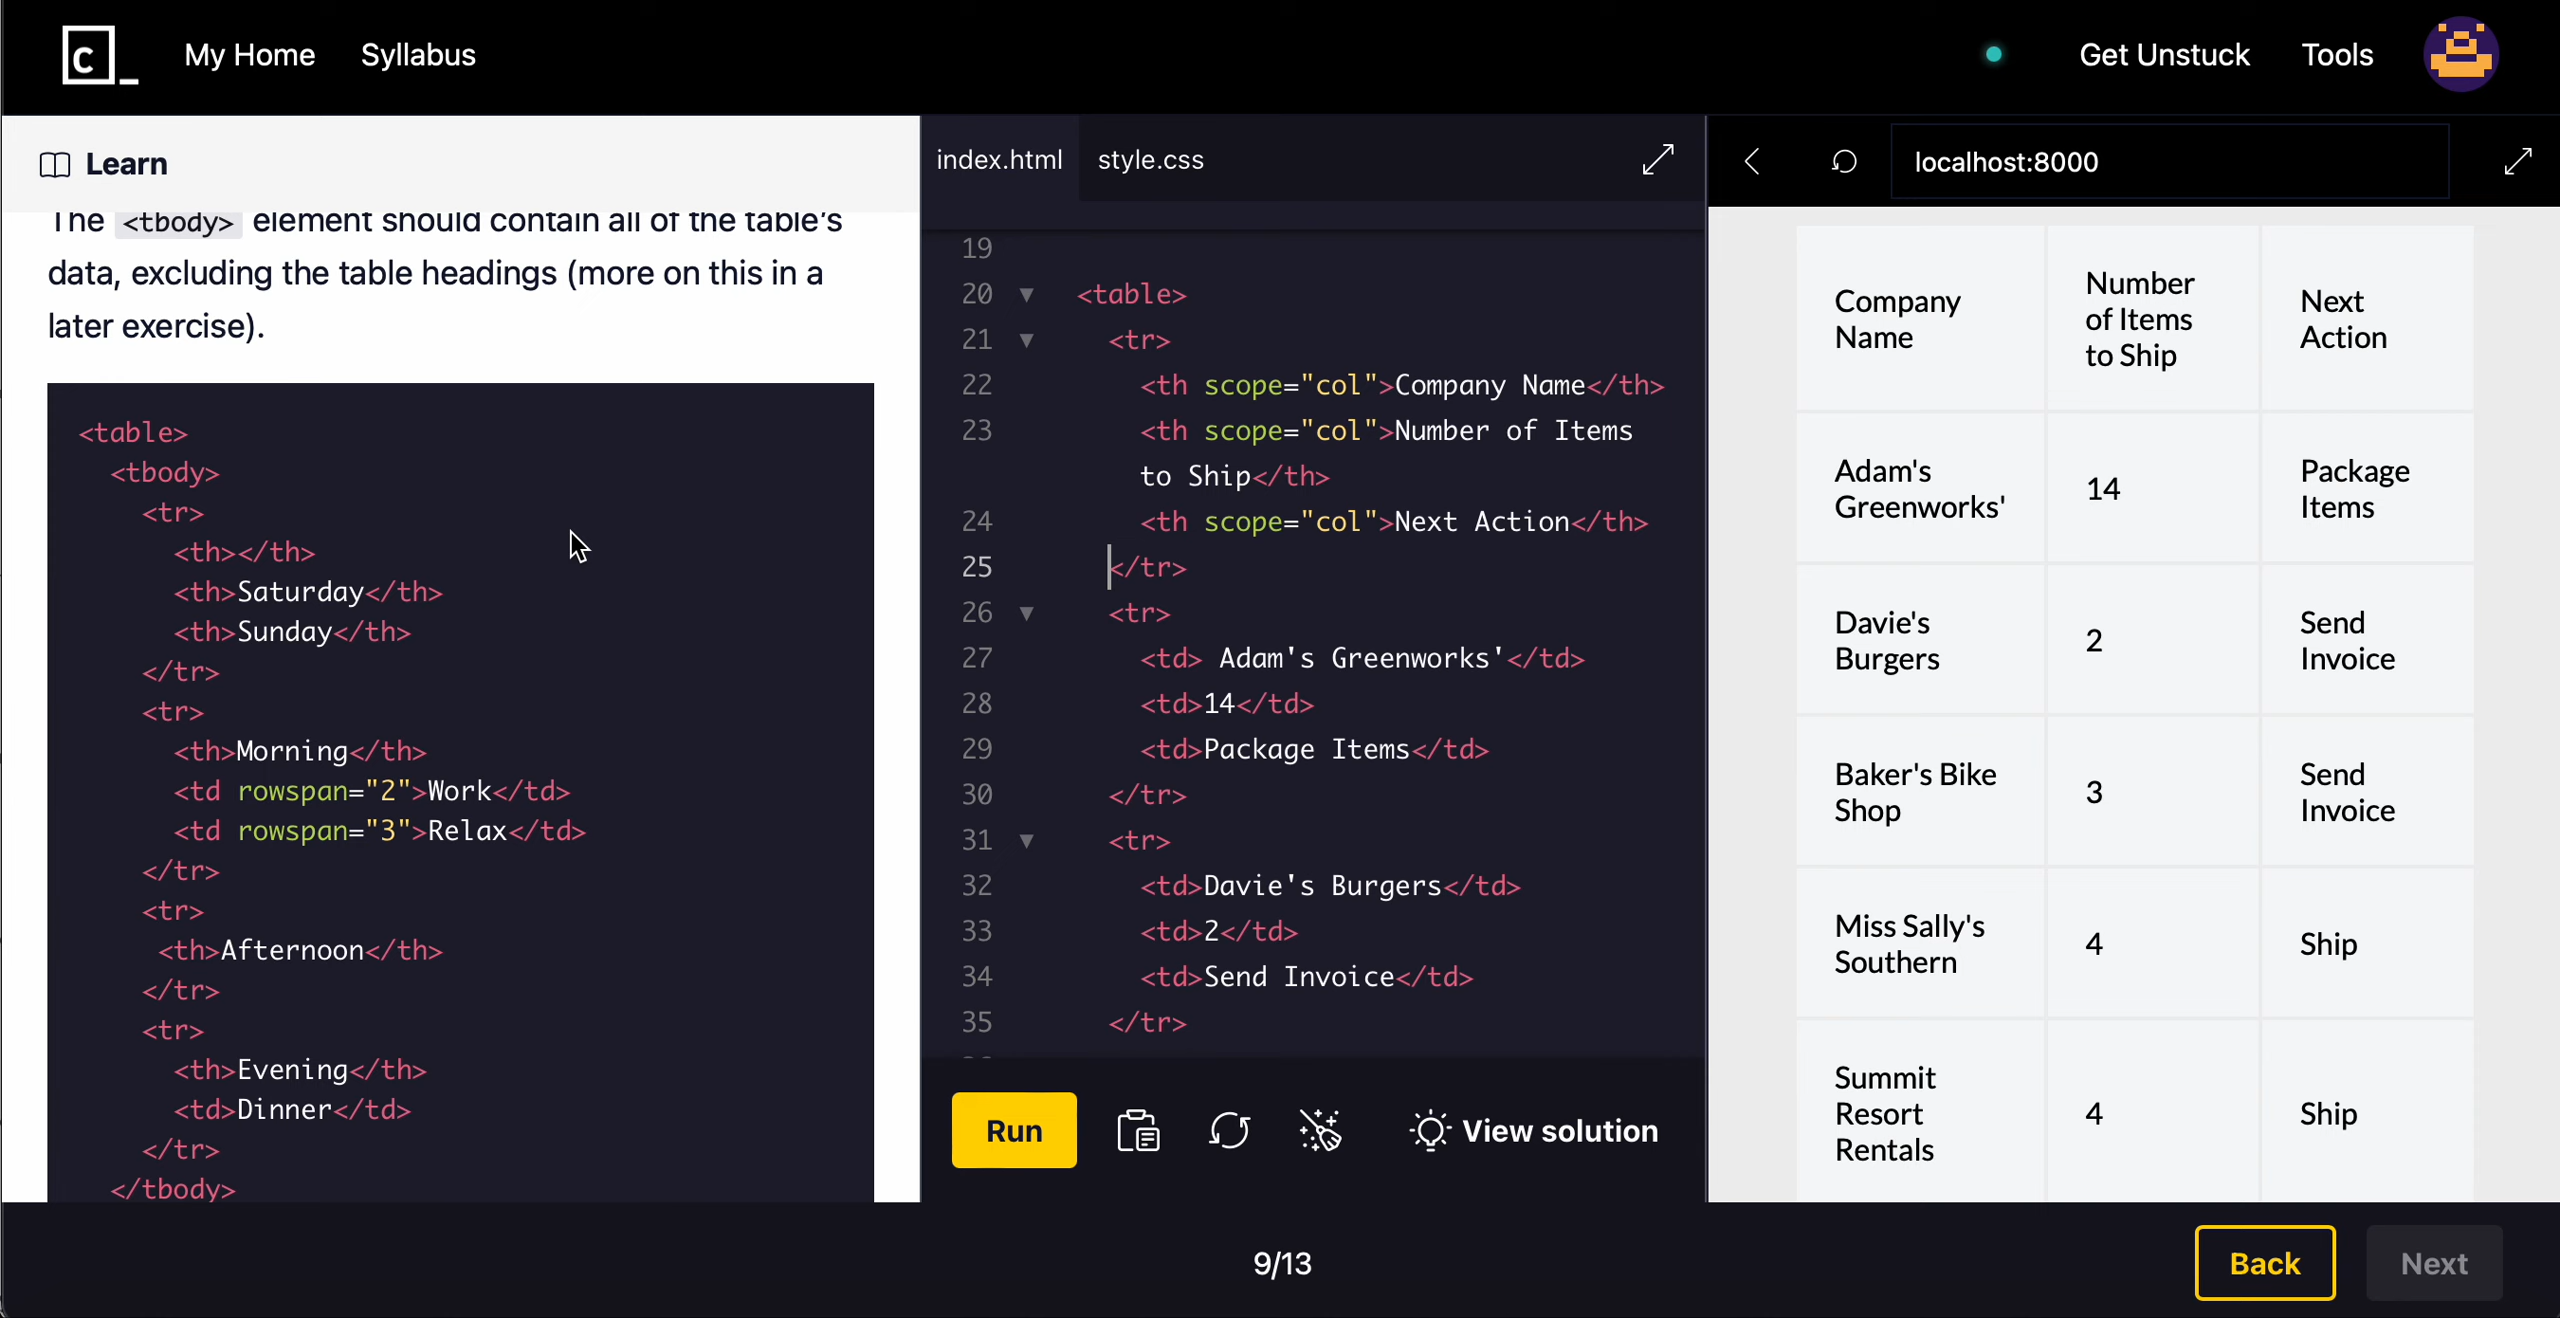 c_
My Home
Syllabus
Get Unstuck
Tools
Learn
The <tbody> element should contain all of the table's
data, excluding the table headings (more on this in a
later exercise).
<table>
<tbody>
<tr>
<th></th>
<th>Saturday</th>
<th>Sunday</th>
</tr>
<tr>
<th>Morning</th>
<td rowspan="2">Work</td>
<td rowspan="3">Relax</td>
</tr>
<tr>
<th>Afternoon</th>
</tr>
<tr>
<th>Evening</th>
<td>Dinner</td>
</tr>
</tbody>
index.html
style.css
19
20 <table>
21 <tr>
22 <th scope="col">Company Name</th>
23 <th scope="col">Number of Items
to Ship</th>
24 <th scope="col">Next Action</th>
25 </tr>
26 <tr>
27 <td> Adam's Greenworks'</td>
28 <td>14</td>
29 <td>Package Items</td>
30 </tr>
31 <tr>
32 <td>Davie's Burgers</td>
33 <td>2</td>
34 <td>Send Invoice</td>
35 </tr>
Run
View solution
localhost:8000
Company
Name
Number
of Items
to Ship
Next
Action
Adam's
Greenworks'
14
Package
Items
Davie's
Burgers
2
Send
Invoice
Baker's Bike
Shop
3
Send
Invoice
Miss Sally's
Southern
4
Ship
Summit
Resort
Rentals
4
Ship
9/13
Back
Next